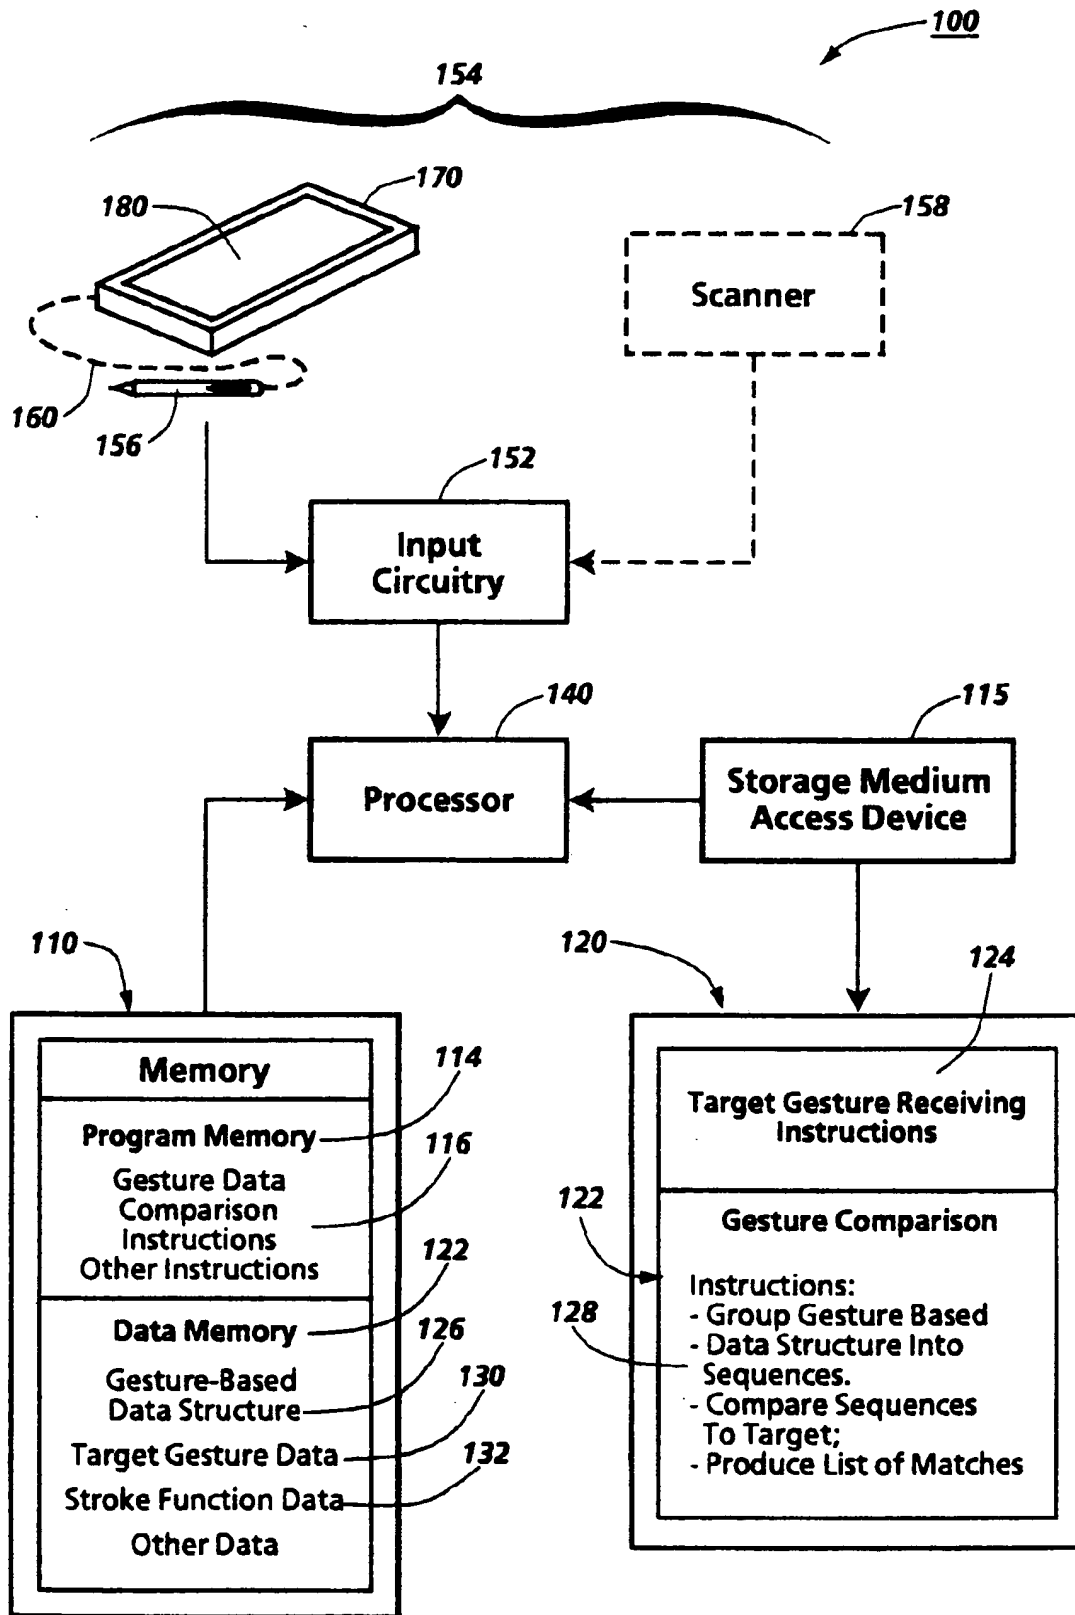 100
154
170
180
158
Scanner
160
156
152
Input
Circuitry
140
115
Processor
Storage Medium
Access Device
110
120
124
Memory
114
Program Memory
116
Gesture Data
Comparison
Instructions
Other Instructions
122
Data Memory
126
Gesture-Based
Data Structure
130
Target Gesture Data
132
Stroke Function Data
Other Data
Target Gesture Receiving
Instructions
122
Gesture Comparison
Instructions:
- Group Gesture Based
128
- Data Structure Into
Sequences.
- Compare Sequences
To Target;
- Produce List of Matches